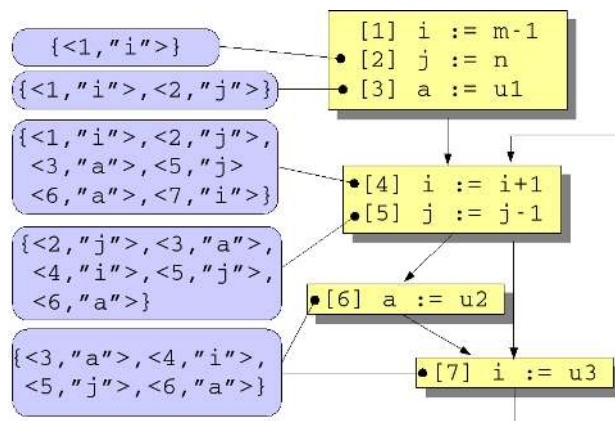 {<1,"i">}
{<1,"i">,<2,"j">}
{<1,"i">,<2,"j">,
<3,"a">,<5,"j>
<6,"a">,<7,"i">}
{<2,"j">,<3,"a">,
<4,"i">,<5,"j">,
<6,"a">}
{<3,"a">,<4,"i">,
<5,"j">,<6,"a">}
[1] i := m-1
[2] j := n
[3] a := u1
[4] i := i+1
[5] j := j-1
[6] a := u2
[7] i := u3